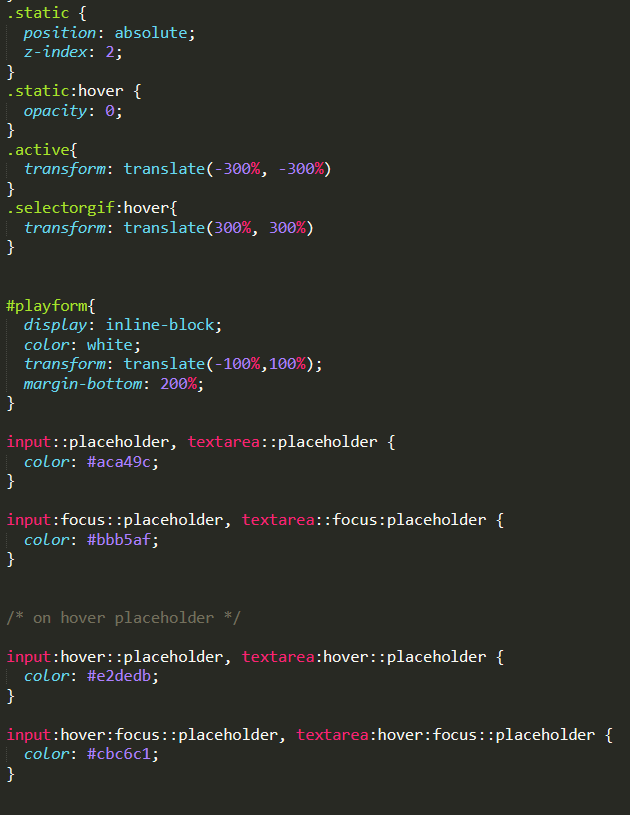 .static {
  position: absolute;
  z-index: 2;
}
.static:hover {
  opacity: 0;
}
.active{
  transform: translate(-300%, -300%)
}
.selectorgif:hover{
  transform: translate(300%, 300%)
}
#playform{
  display: inline-block;
  color: white;
  transform: translate(-100%,100%);
  margin-bottom: 200%;
}
input::placeholder, textarea::placeholder {
  color: #aca49c;
}
input:focus::placeholder, textarea::focus:placeholder {
  color: #bbb5af;
}
/* on hover placeholder */
input:hover::placeholder, textarea:hover::placeholder {
  color: #e2dedb;
}
input:hover:focus::placeholder, textarea:hover:focus::placeholder {
  color: #cbc6c1;
}